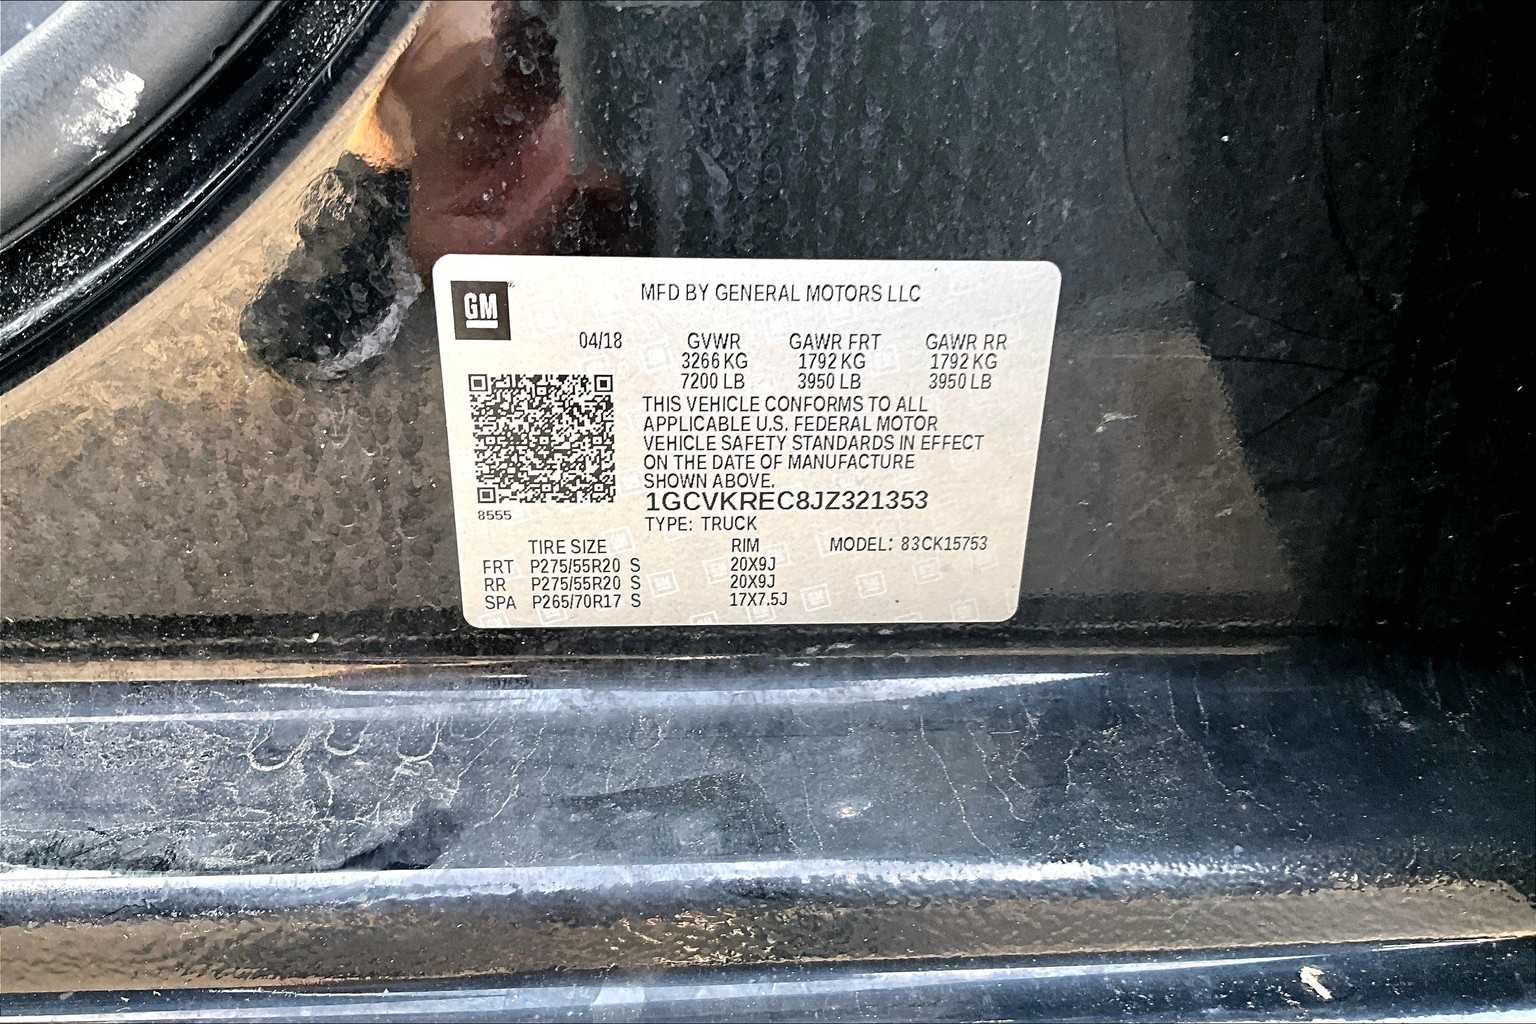 GM
MFD BY GENERAL MOTORS LLC
04/18 GVWR GAWR FRT GAWR RR
3266 KG 1792 KG 1792 KG
7200 LB 3950 LB 3950 LB
THIS VEHICLE CONFORMS TO ALL
APPLICABLE U.S. FEDERAL MOTOR
VEHICLE SAFETY STANDARDS IN EFFECT
ON THE DATE OF MANUFACTURE
SHOWN ABOVE.
1GCVKREC8JZ321353
8555
TYPE: TRUCK
TIRE SIZE RIM MODEL: 83CK15753
FRT P275/55R20 S 20X9J
RR P275/55R20 S 20X9J
SPA P265/70R17 S 17X7.5J